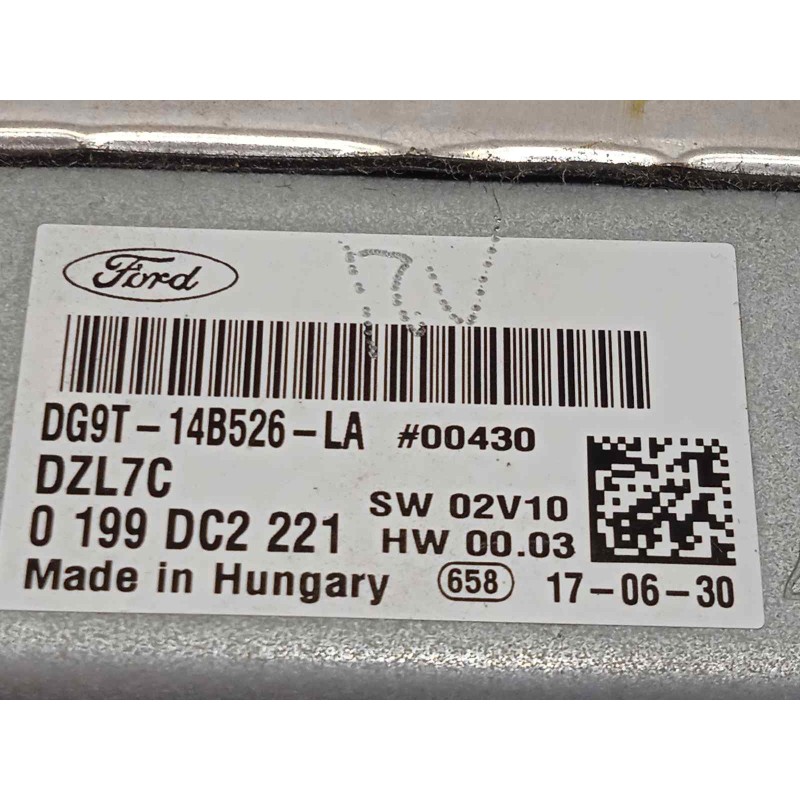 Ford
DG9T-14B526-LA #00430
DZL7C
SW 02V10
0 199 DC2 221
HW 00.03
Made in Hungary 658 17-06-30